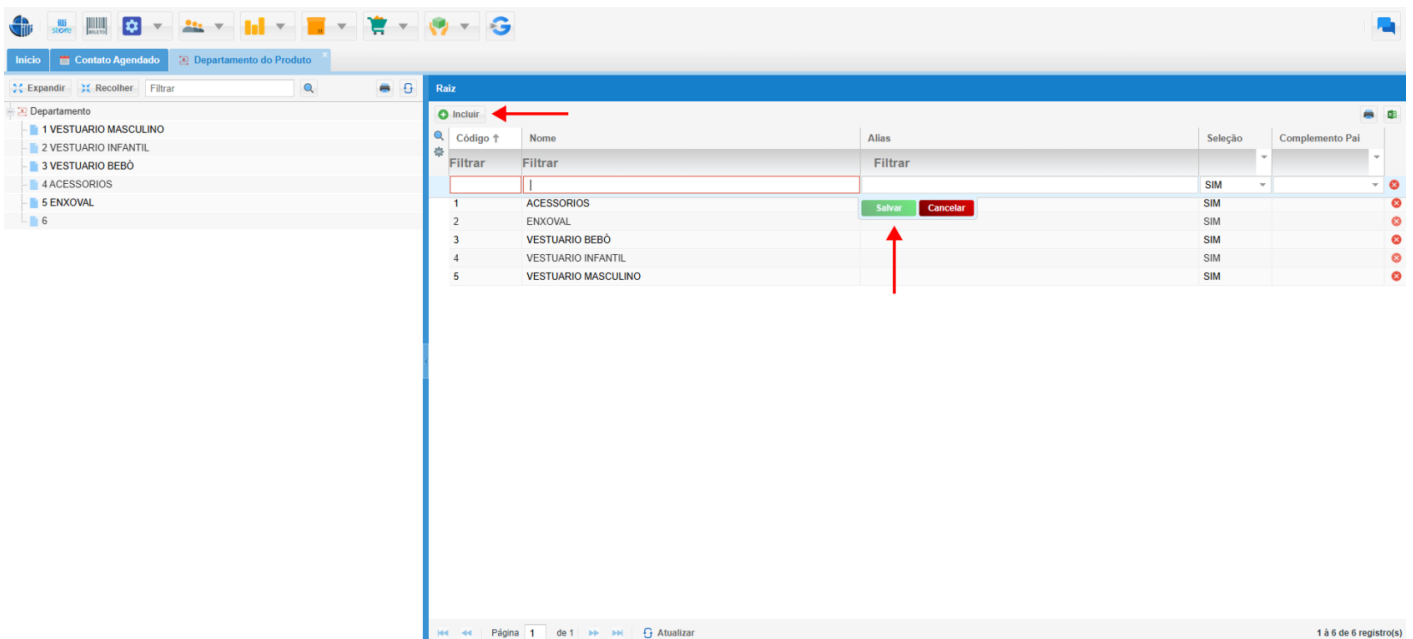 RB store BOLETO
Início Contato Agendado Departamento do Produto x
Expandir Recolher Filtrar
Departamento
1 VESTUARIO MASCULINO
2 VESTUARIO INFANTIL
3 VESTUARIO BEBÒ
4 ACESSORIOS
5 ENXOVAL
6
Raiz
Incluir
Código ↑ Nome Alias Seleção Complemento Pai
Filtrar Filtrar Filtrar
SIM
1 ACESSORIOS SIM
Salvar Cancelar
2 ENXOVAL SIM
3 VESTUARIO BEBÒ SIM
4 VESTUARIO INFANTIL SIM
5 VESTUARIO MASCULINO SIM
Página 1 de 1 Atualizar 1 à 6 de 6 registro(s)